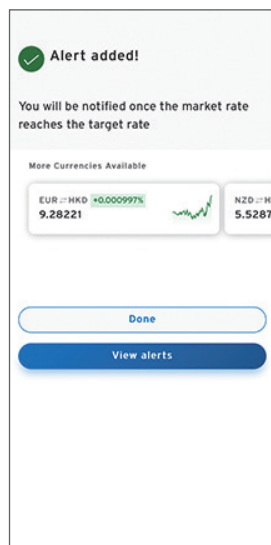 Alert added!
You will be notified once the market rate
reaches the target rate
More Currencies Available
EUR HKD +0.000997%
9.28221
NZD H
5.5287
Done
View alerts